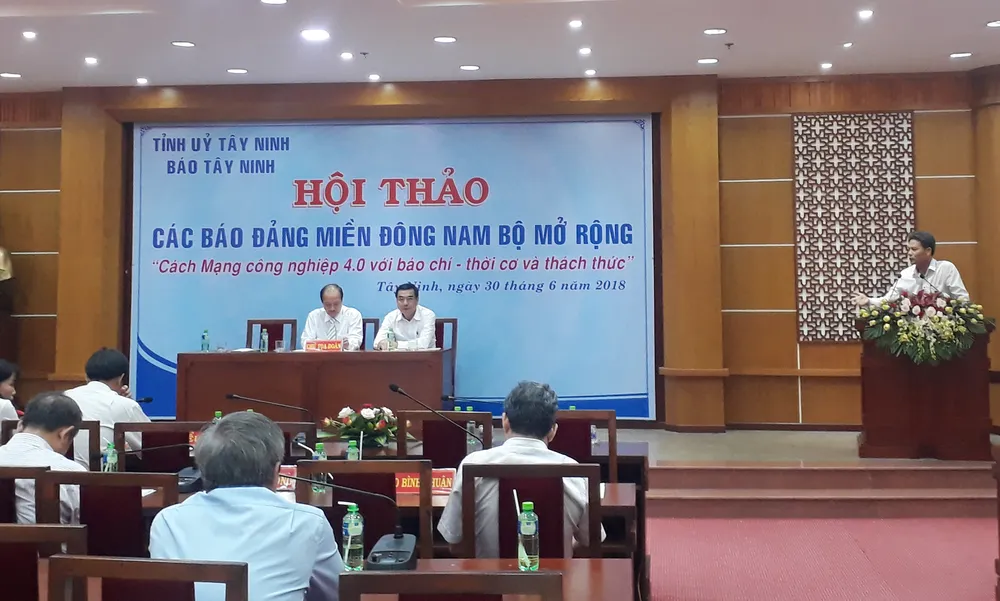 TỈNH UỶ TÂY NINH
BÁO TÂY NINH
HỘI THẢO
CÁC BÁO ĐẢNG MIỀN ĐÔNG NAM BỘ MỞ RỘNG
“Cách Mạng công nghiệp 4.0 với báo chí - thời cơ và thách thức”
Tây Ninh, ngày 30 tháng 6 năm 2018
CHỦ TỌA ĐOÀN
BÌNH THUẬN